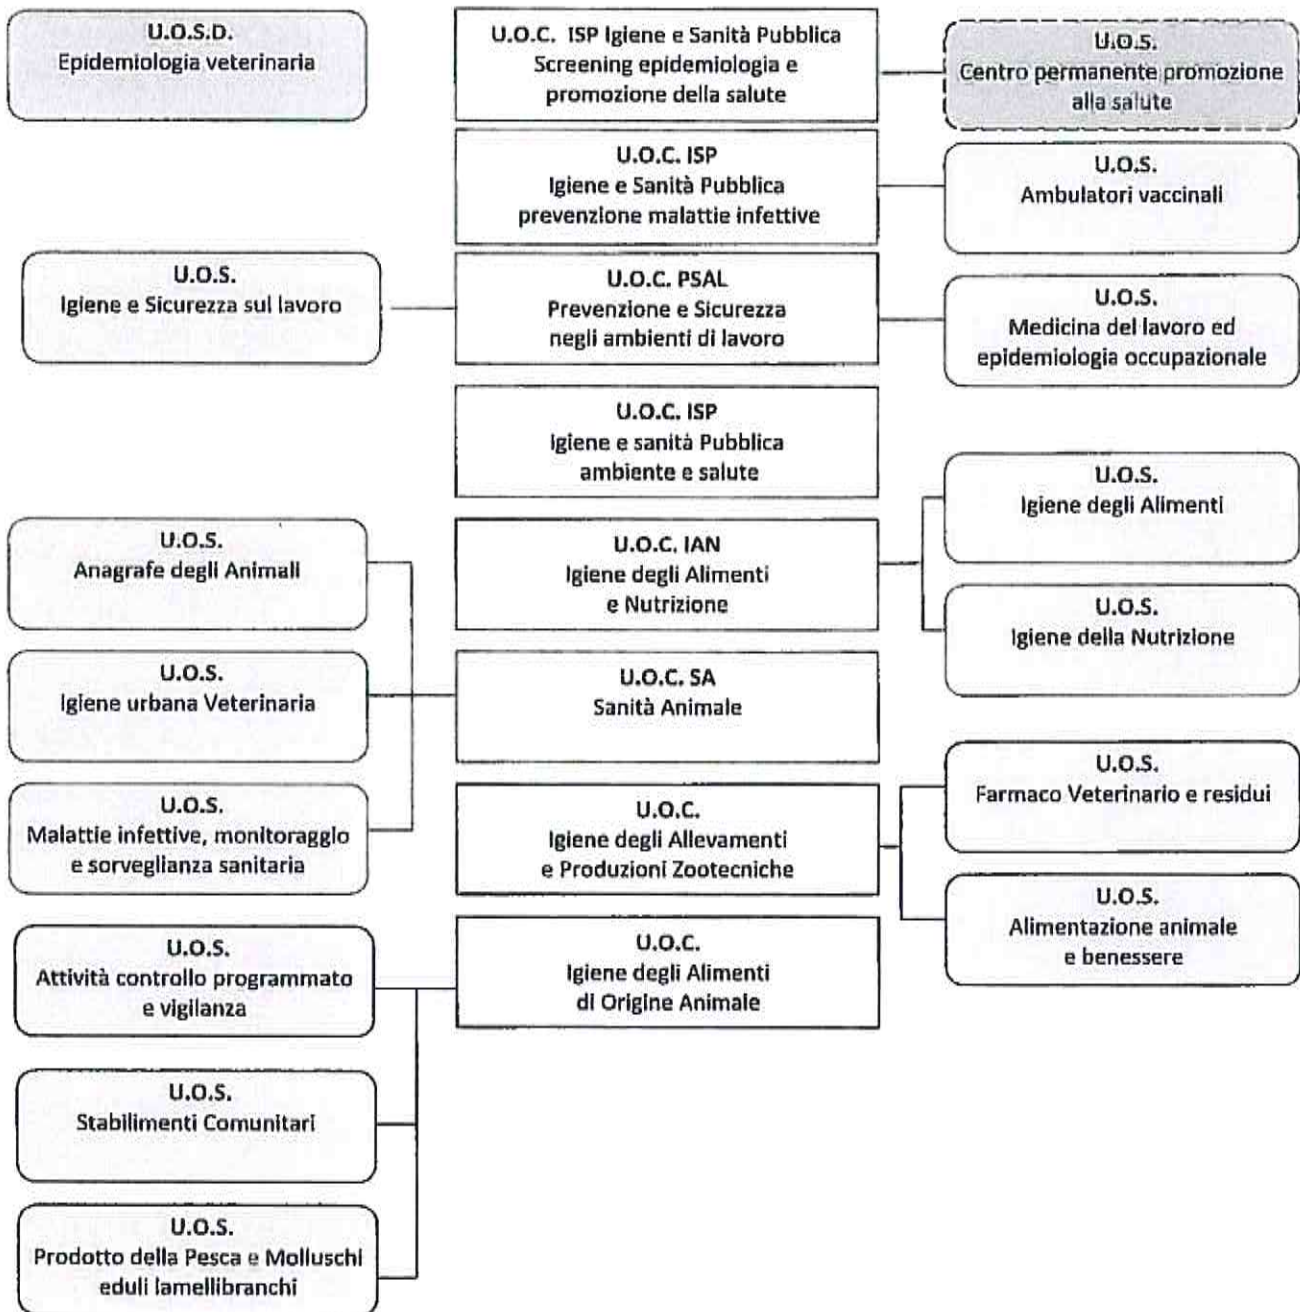 U.O.S.D.
Epidemiologia veterinaria
U.O.C. ISP Igiene e Sanità Pubblica
Screening epidemiologia e
promozione della salute
U.O.S.
Centro permanente promozione
alla salute
U.O.C. ISP
Igiene e Sanità Pubblica
prevenzione malattie infettive
U.O.S.
Ambulatori vaccinali
U.O.S.
Igiene e Sicurezza sul lavoro
U.O.C. PSAL
Prevenzione e Sicurezza
negli ambienti di lavoro
U.O.S.
Medicina del lavoro ed
epidemiologia occupazionale
U.O.C. ISP
Igiene e sanità Pubblica
ambiente e salute
U.O.S.
Igiene degli Alimenti
U.O.S.
Anagrafe degli Animali
U.O.C. IAN
Igiene degli Alimenti
e Nutrizione
U.O.S.
Igiene della Nutrizione
U.O.S.
Igiene urbana Veterinaria
U.O.C. SA
Sanità Animale
U.O.S.
Farmaco Veterinario e residui
U.O.S.
Malattie infettive, monitoraggio
e sorveglianza sanitaria
U.O.C.
Igiene degli Allevamenti
e Produzioni Zootecniche
U.O.S.
Alimentazione animale
e benessere
U.O.S.
Attività controllo programmato
e vigilanza
U.O.C.
Igiene degli Alimenti
di Origine Animale
U.O.S.
Stabilimenti Comunitari
U.O.S.
Prodotto della Pesca e Molluschi
eduli lamellibranchi